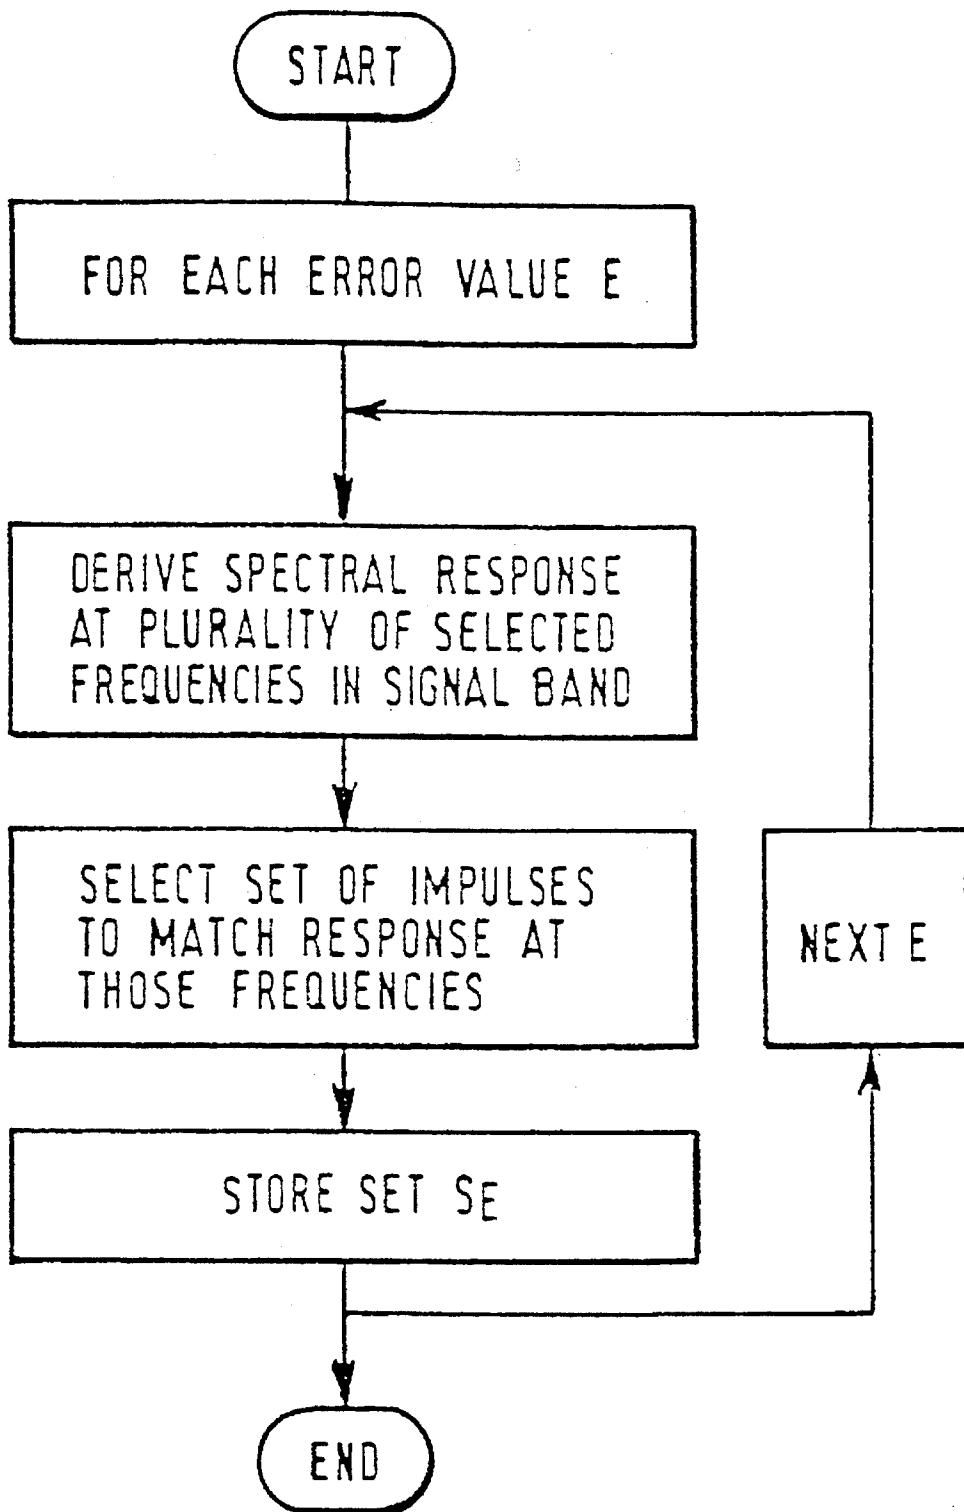 START
FOR EACH ERROR VALUE E
DERIVE SPECTRAL RESPONSE
AT PLURALITY OF SELECTED
FREQUENCIES IN SIGNAL BAND
SELECT SET OF IMPULSES
TO MATCH RESPONSE AT
THOSE FREQUENCIES
NEXT E
STORE SET SE
END